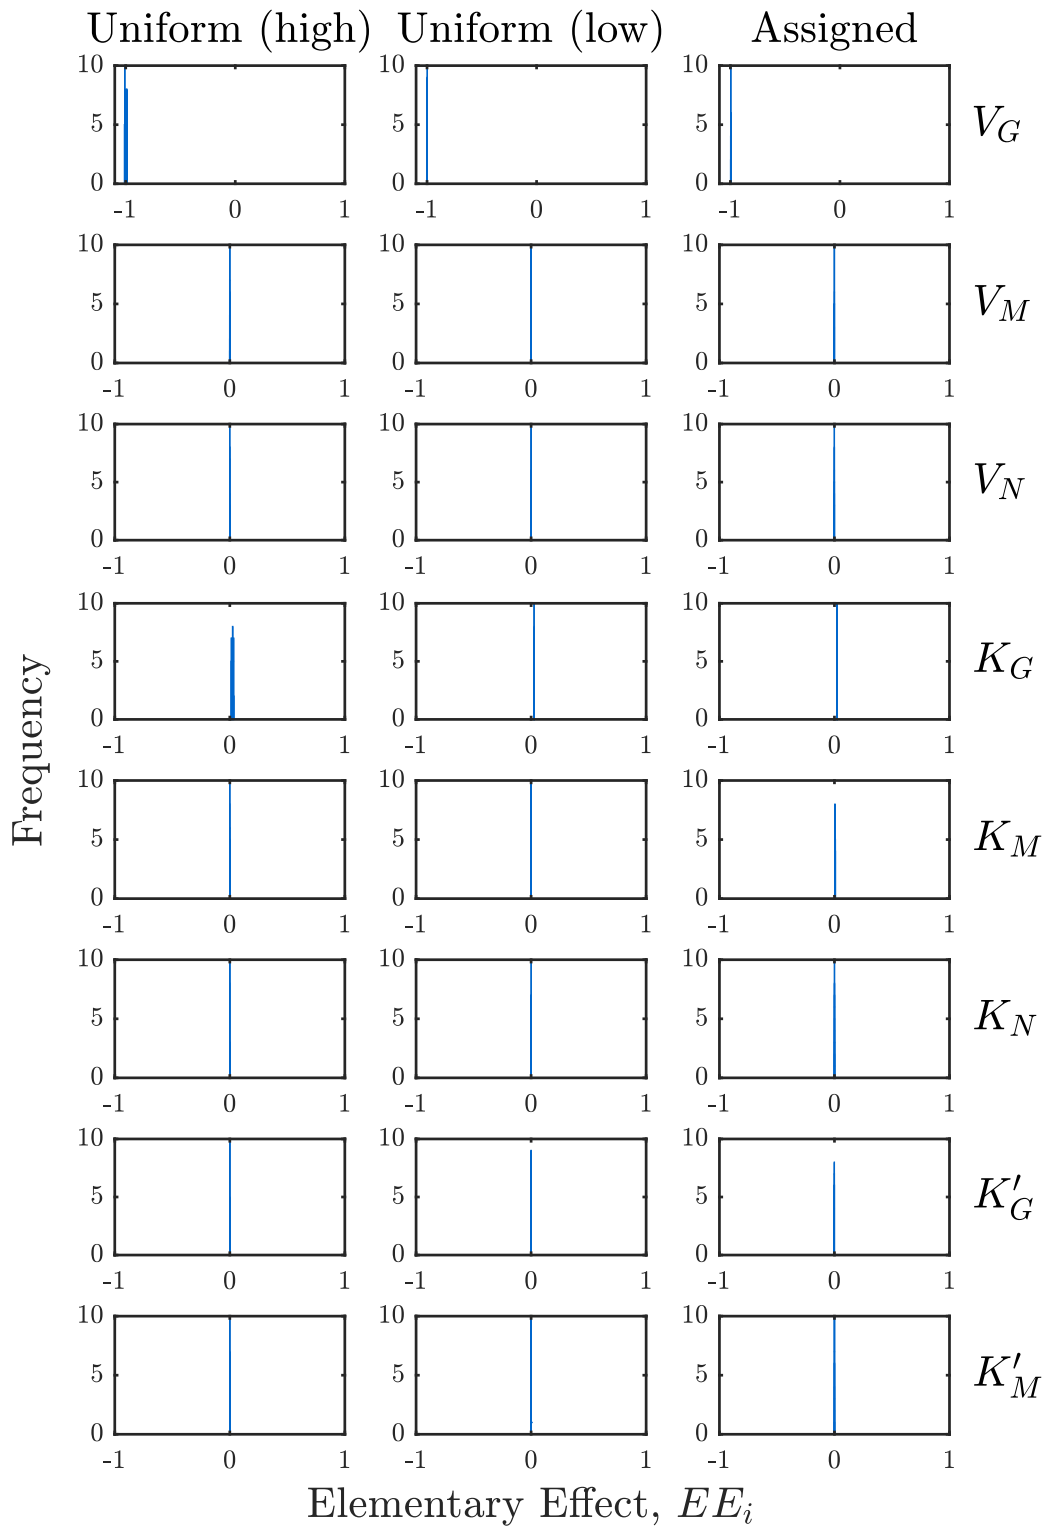 Uniform (high) Uniform (low) Assigned
10 10 10
5 5 5 V_G
0 0 0
-1 0 1 -1 0 1 -1 0 1
10 10 10
5 5 5 V_M
0 0 0
-1 0 1 -1 0 1 -1 0 1
10 10 10
5 5 5 V_N
0 0 0
-1 0 1 -1 0 1 -1 0 1
10 10 10
5 5 5 K_G
0 0 0
-1 0 1 -1 0 1 -1 0 1
Frequency
10 10 10
5 5 5 K_M
0 0 0
-1 0 1 -1 0 1 -1 0 1
10 10 10
5 5 5 K_N
0 0 0
-1 0 1 -1 0 1 -1 0 1
10 10 10
5 5 5 K'_G
0 0 0
-1 0 1 -1 0 1 -1 0 1
10 10 10
5 5 5 K'_M
0 0 0
-1 0 1 -1 0 1 -1 0 1
Elementary Effect, EE_i